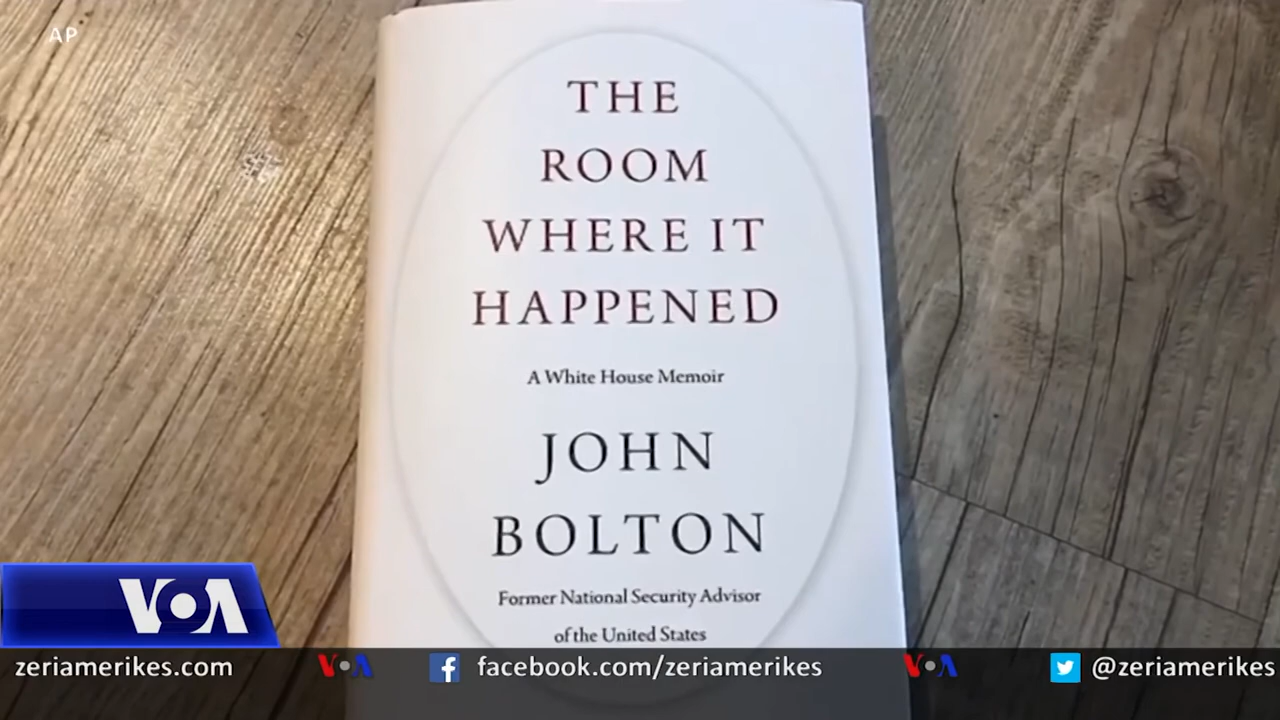 AP
THE
ROOM
WHERE IT
HAPPENED
A White House Memoir
JOHN
BOLTON
Former National Security Advisor
of the United States
VOA
zeriamerikes.com VOA facebook.com/zeriamerikes VOA @zeriamerikes